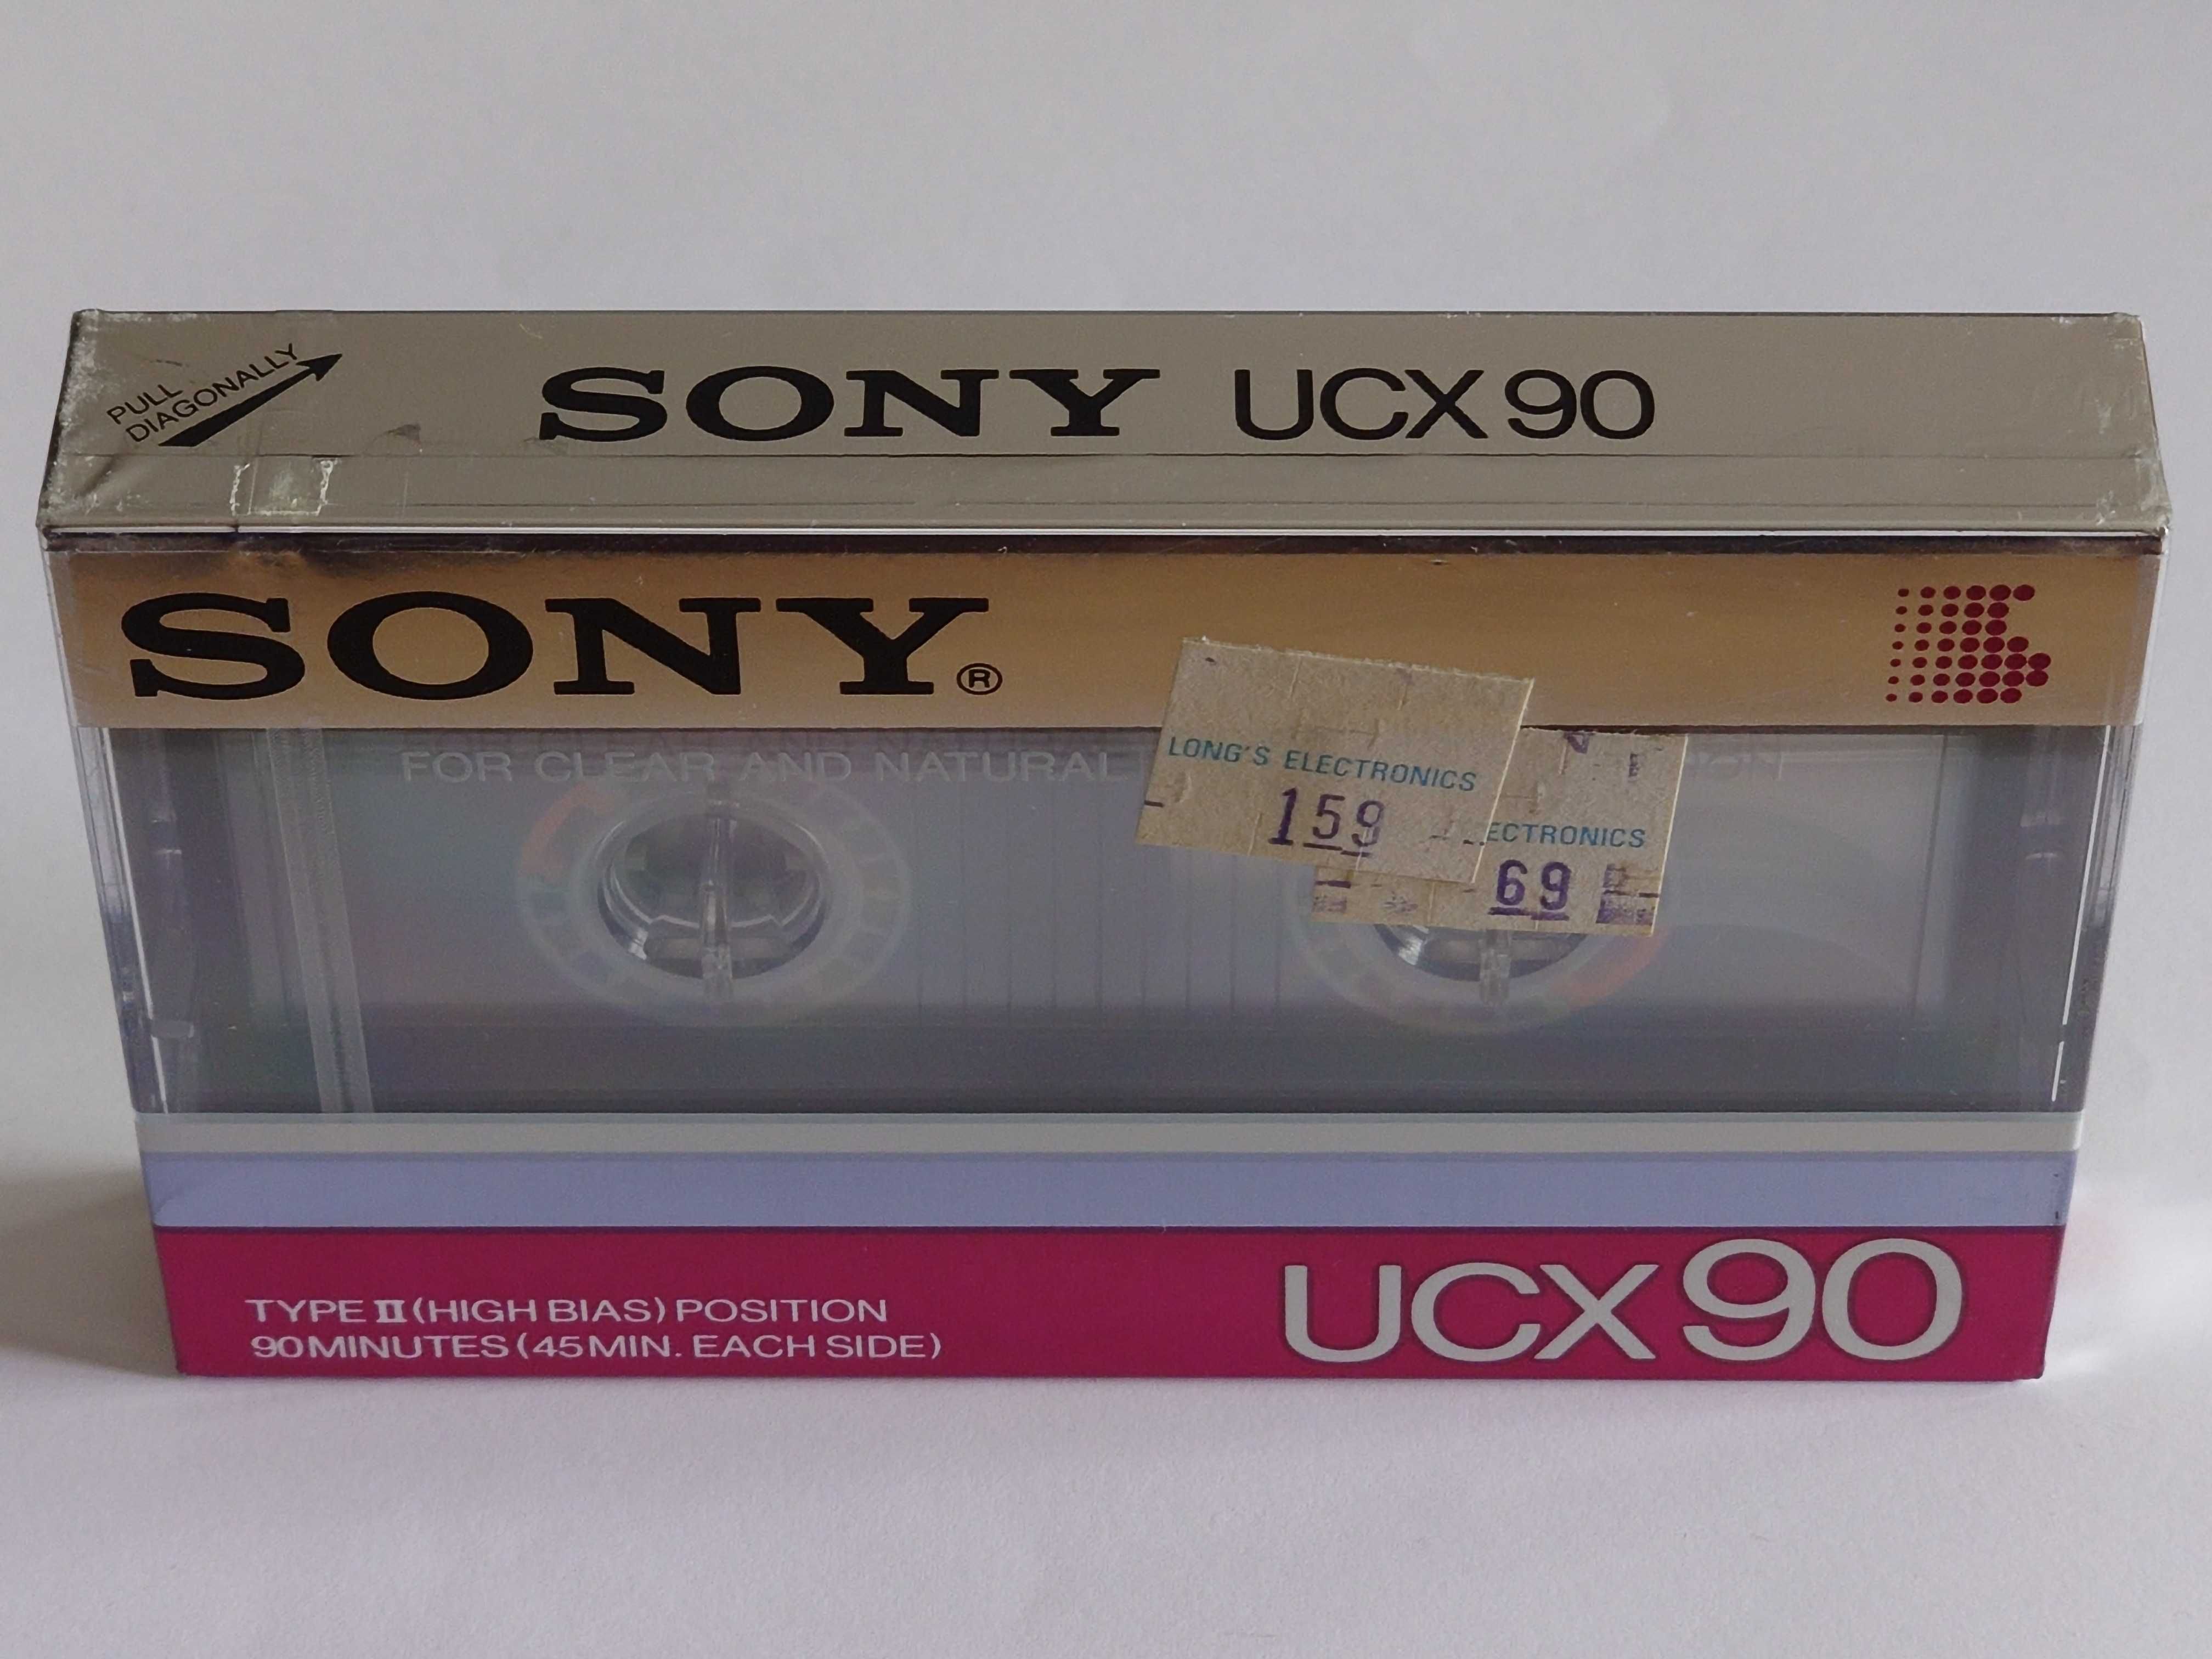 PULL
DIAGONALLY
SONY UCX 90
SONY®
FOR CLEAR AND NATURAL
LONG'S ELECTRONICS
159
ECTRONICS
69
TYPE II (HIGH BIAS) POSITION
90 MINUTES (45 MIN. EACH SIDE)
UCX 90